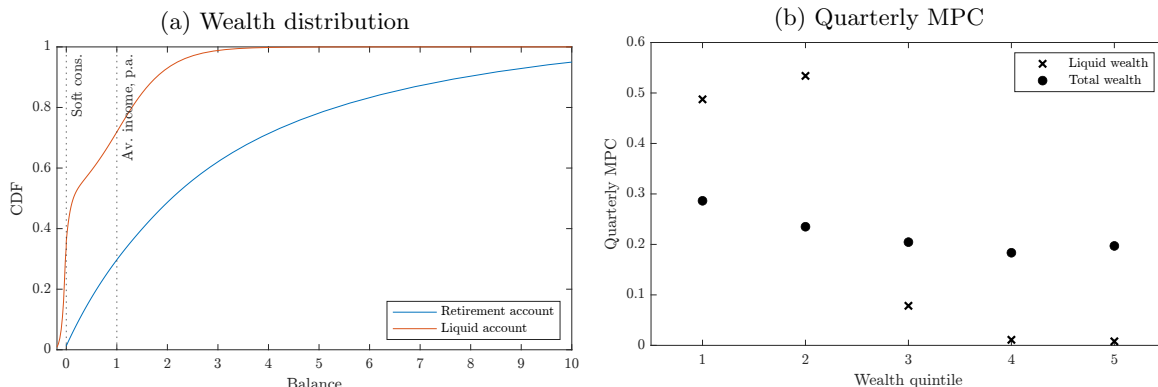 (a) Wealth distribution
1
0.8
0.6
0.4
0.2
0
CDF
Soft cons.
Av. income, p.a.
Retirement account
Liquid account
0 1 2 3 4 5 6 7 8 9 10
Balance
(b) Quarterly MPC
0.6
0.5
0.4
0.3
0.2
0.1
0
Quarterly MPC
Liquid wealth
Total wealth
1 2 3 4 5
Wealth quintile